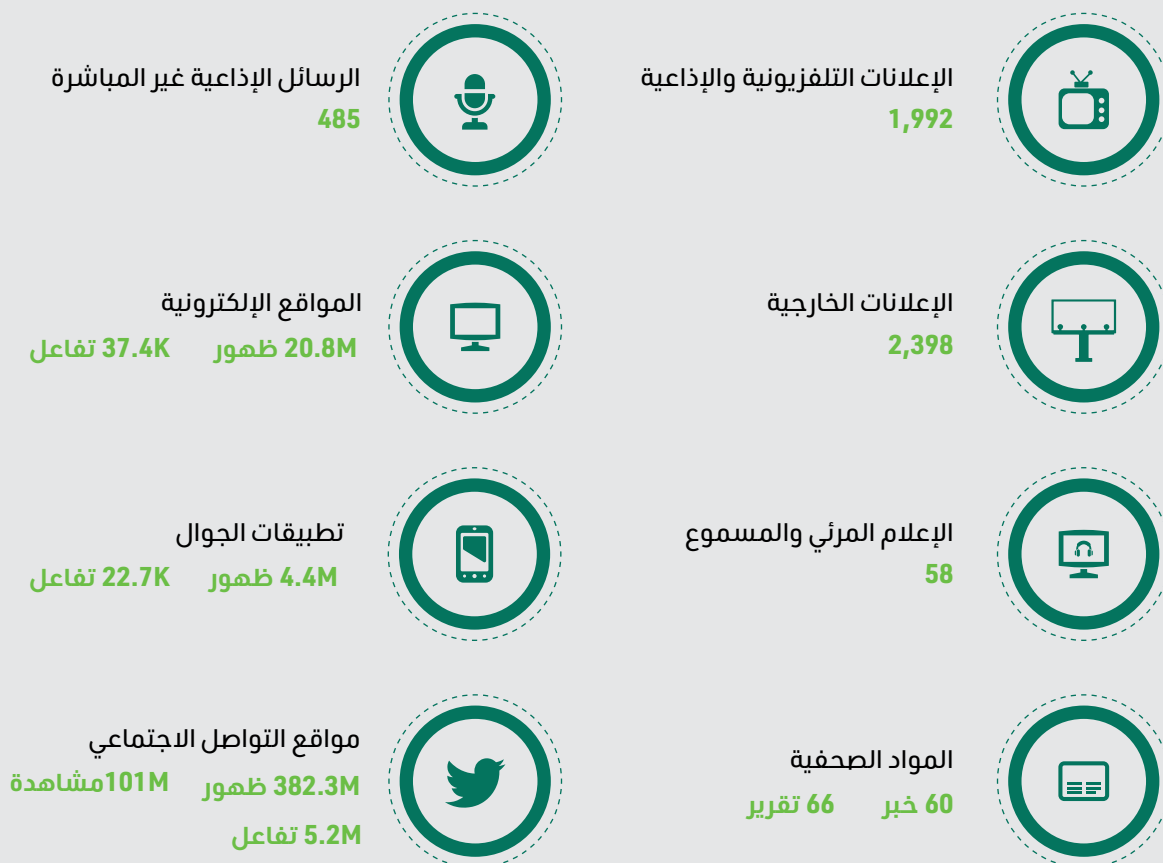 الإعلانات التلفزيونية والإذاعية
1,992
الرسائل الإذاعية غير المباشرة
485
الإعلانات الخارجية
2,398
المواقع الإلكترونية
20.8M ظهور 37.4K تفاعل
الإعلام المرئي والمسموع
58
تطبيقات الجوال
4.4M ظهور 22.7K تفاعل
المواد الصحفية
60 خبر 66 تقرير
مواقع التواصل الاجتماعي
382.3M ظهور 101Mمشاهدة
5.2M تفاعل